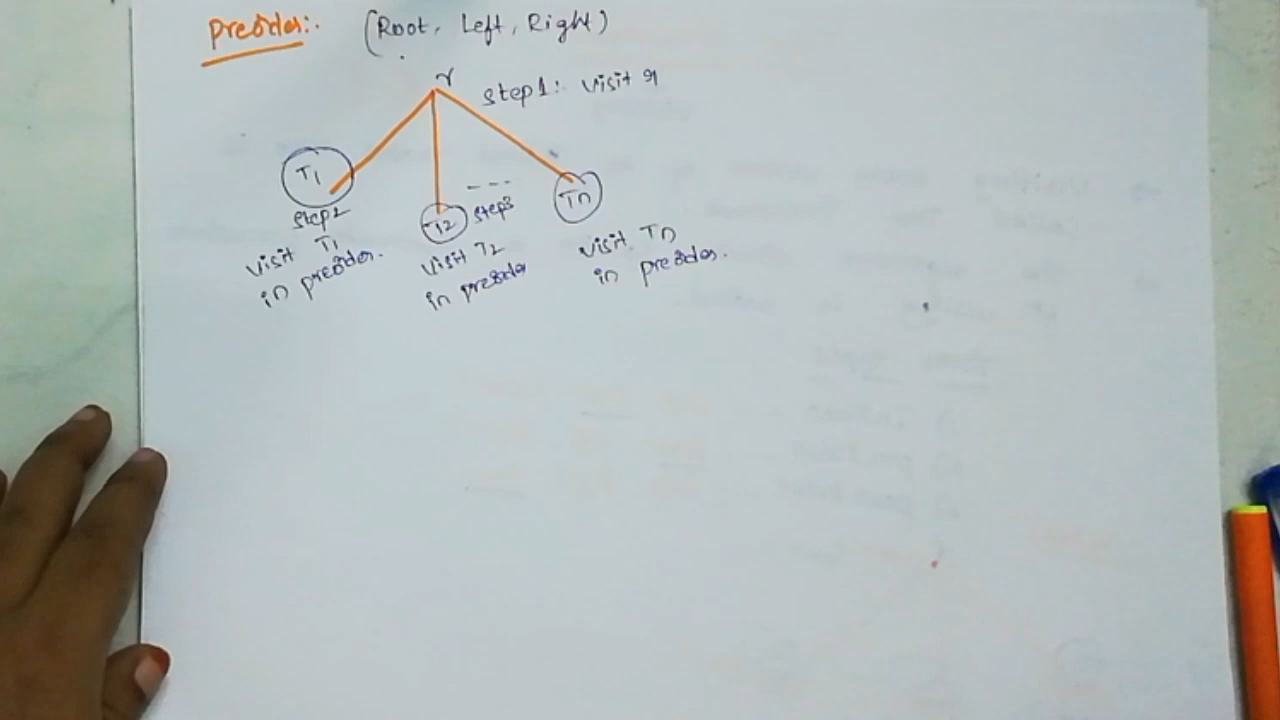 Preorder:. (Root, Left, Right)
r
step1: visit r
T1
step2
visit T1
in preorder.
T2
---
step3
visit T2
in preorder
Tn
visit Tn
in preorder.